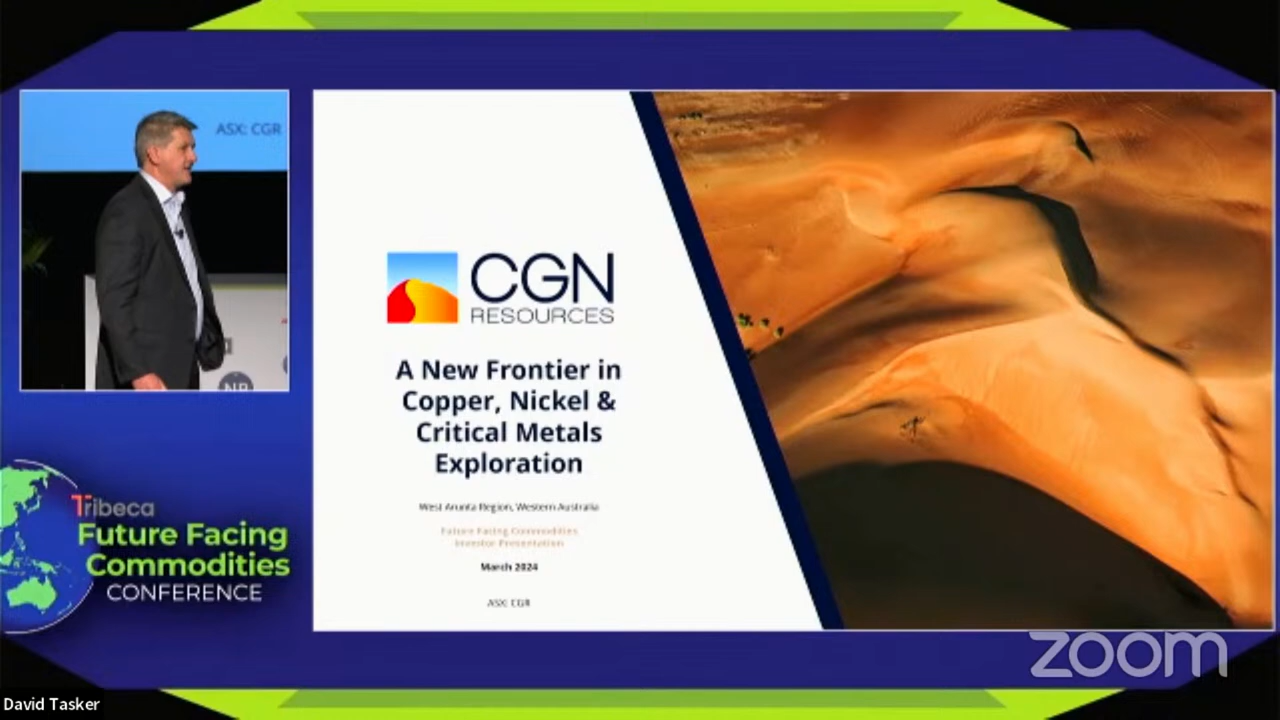 ASX: CGR
NB
Tribeca
Future Facing
Commodities
CONFERENCE
CGN
RESOURCES
A New Frontier in
Copper, Nickel &
Critical Metals
Exploration
West Arunta Region, Western Australia
Future Facing Commodities
Investor Presentation
March 2024
ASX: CGR
zoom
David Tasker